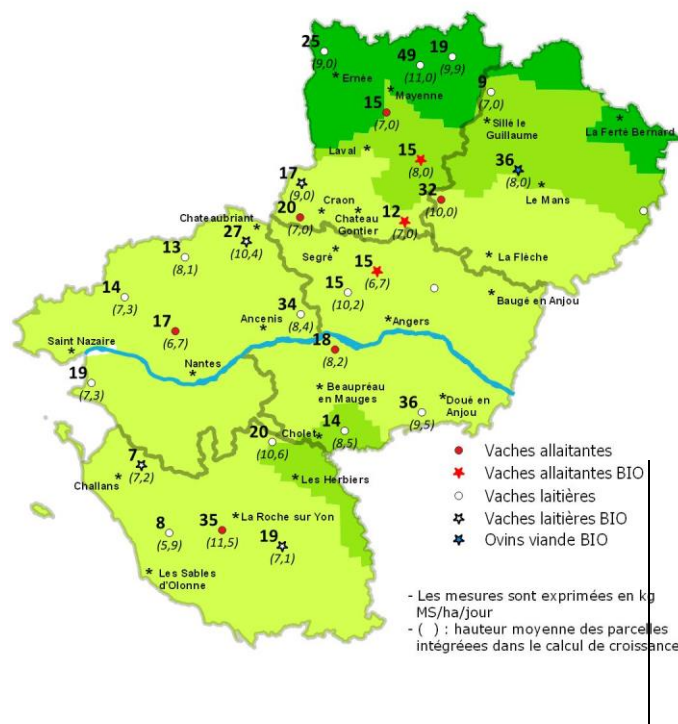 25
(9,0)
49
(11,0)
19
(9,9)
Ernée
Mayenne
15
(7,0)
9
(7,0)
Sillé le
Guillaume
La Ferté Bernard
Laval
15
(8,0)
36
(8,0)
Le Mans
17
(9,0)
20
(7,0)
Craon
Chateau
Gontier
12
(7,0)
32
(10,0)
Chateaubriant
27
(10,4)
13
(8,1)
Segré
15
(6,7)
La Flèche
14
(7,3)
15
(10,2)
Baugé en Anjou
17
(6,7)
Ancenis
34
(8,4)
Angers
Saint Nazaire
Nantes
18
(8,2)
19
(7,3)
Beaupréau
en Mauges
Doué en
Anjou
36
(9,5)
14
(8,5)
Cholet
20
(10,6)
7
(7,2)
Challans
Les Herbiers
8
(5,9)
35
(11,5)
La Roche sur Yon
19
(7,1)
Les Sables
d'Olonne
Vaches allaitantes
Vaches allaitantes BIO
Vaches laitières
Vaches laitières BIO
Ovins viande BIO
- Les mesures sont exprimées en kg
MS/ha/jour
- ( ) : hauteur moyenne des parcelles
intégréees dans le calcul de croissance